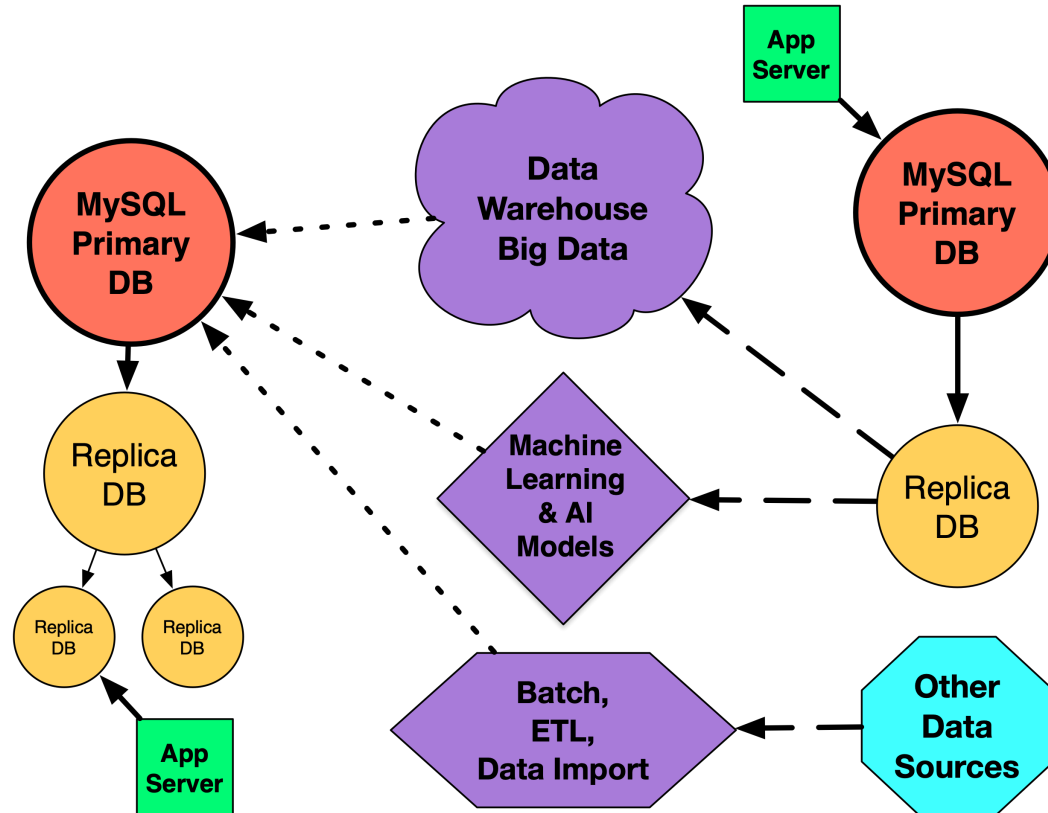 App
Server
MySQL
Primary
DB
Data
Warehouse
Big Data
MySQL
Primary
DB
Replica
DB
Machine
Learning
& AI
Models
Replica
DB
Replica
DB
Replica
DB
Batch,
ETL,
Data Import
Other
Data
Sources
App
Server